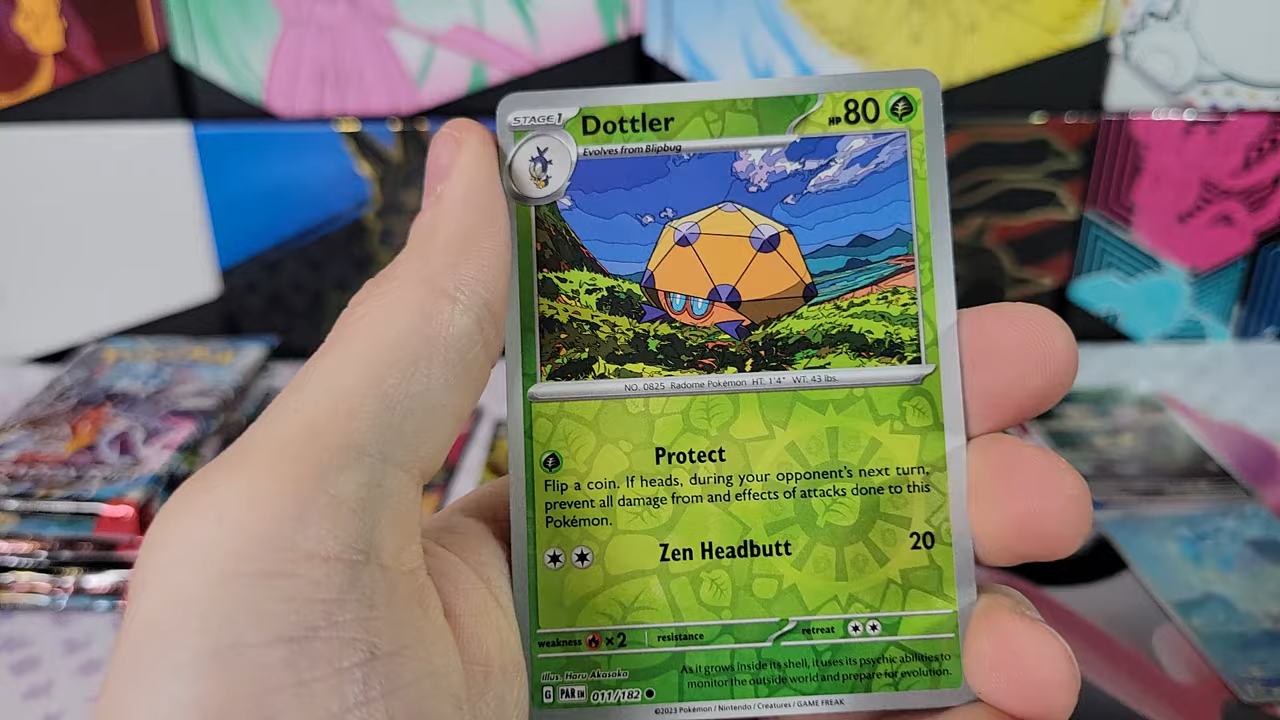 STAGE 1
Dottler
HP 80
Evolves from Blipbug
NO. 0825 Radome Pokémon HT: 1'4" WT: 43 lbs.
Protect
Flip a coin. If heads, during your opponent's next turn,
prevent all damage from and effects of attacks done to this
Pokémon.
Zen Headbutt 20
weakness ×2 resistance retreat
Illus. Haru Akasaka
As it grows inside its shell, it uses its psychic abilities to
monitor the outside world and prepare for evolution.
G PAR EN 011/182
©2023 Pokémon / Nintendo / Creatures / GAME FREAK